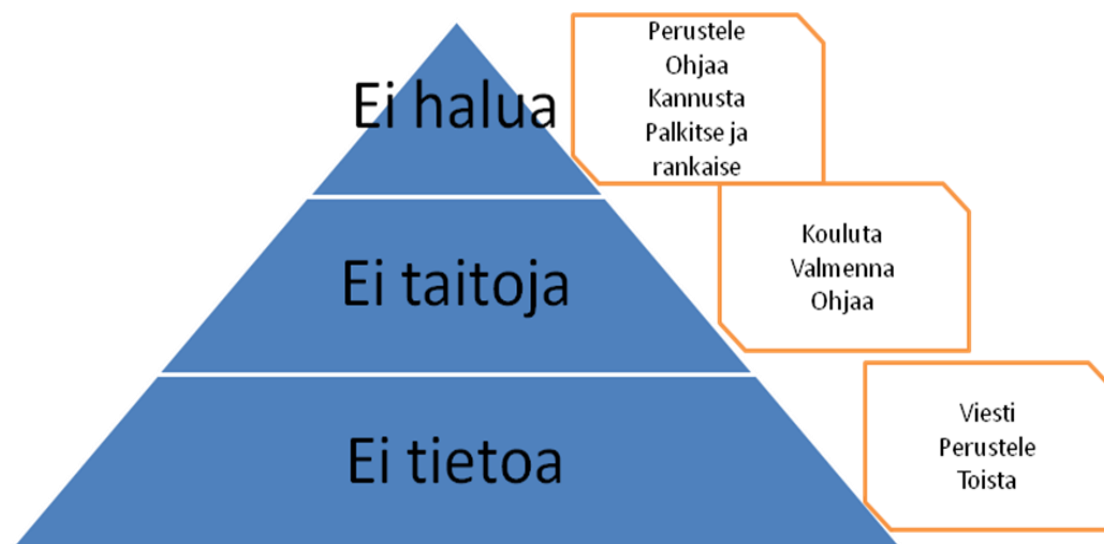 Ei halua
Perustele
Ohjaa
Kannusta
Palkitse ja
rankaise
Ei taitoja
Kouluta
Valmenna
Ohjaa
Ei tietoa
Viesti
Perustele
Toista